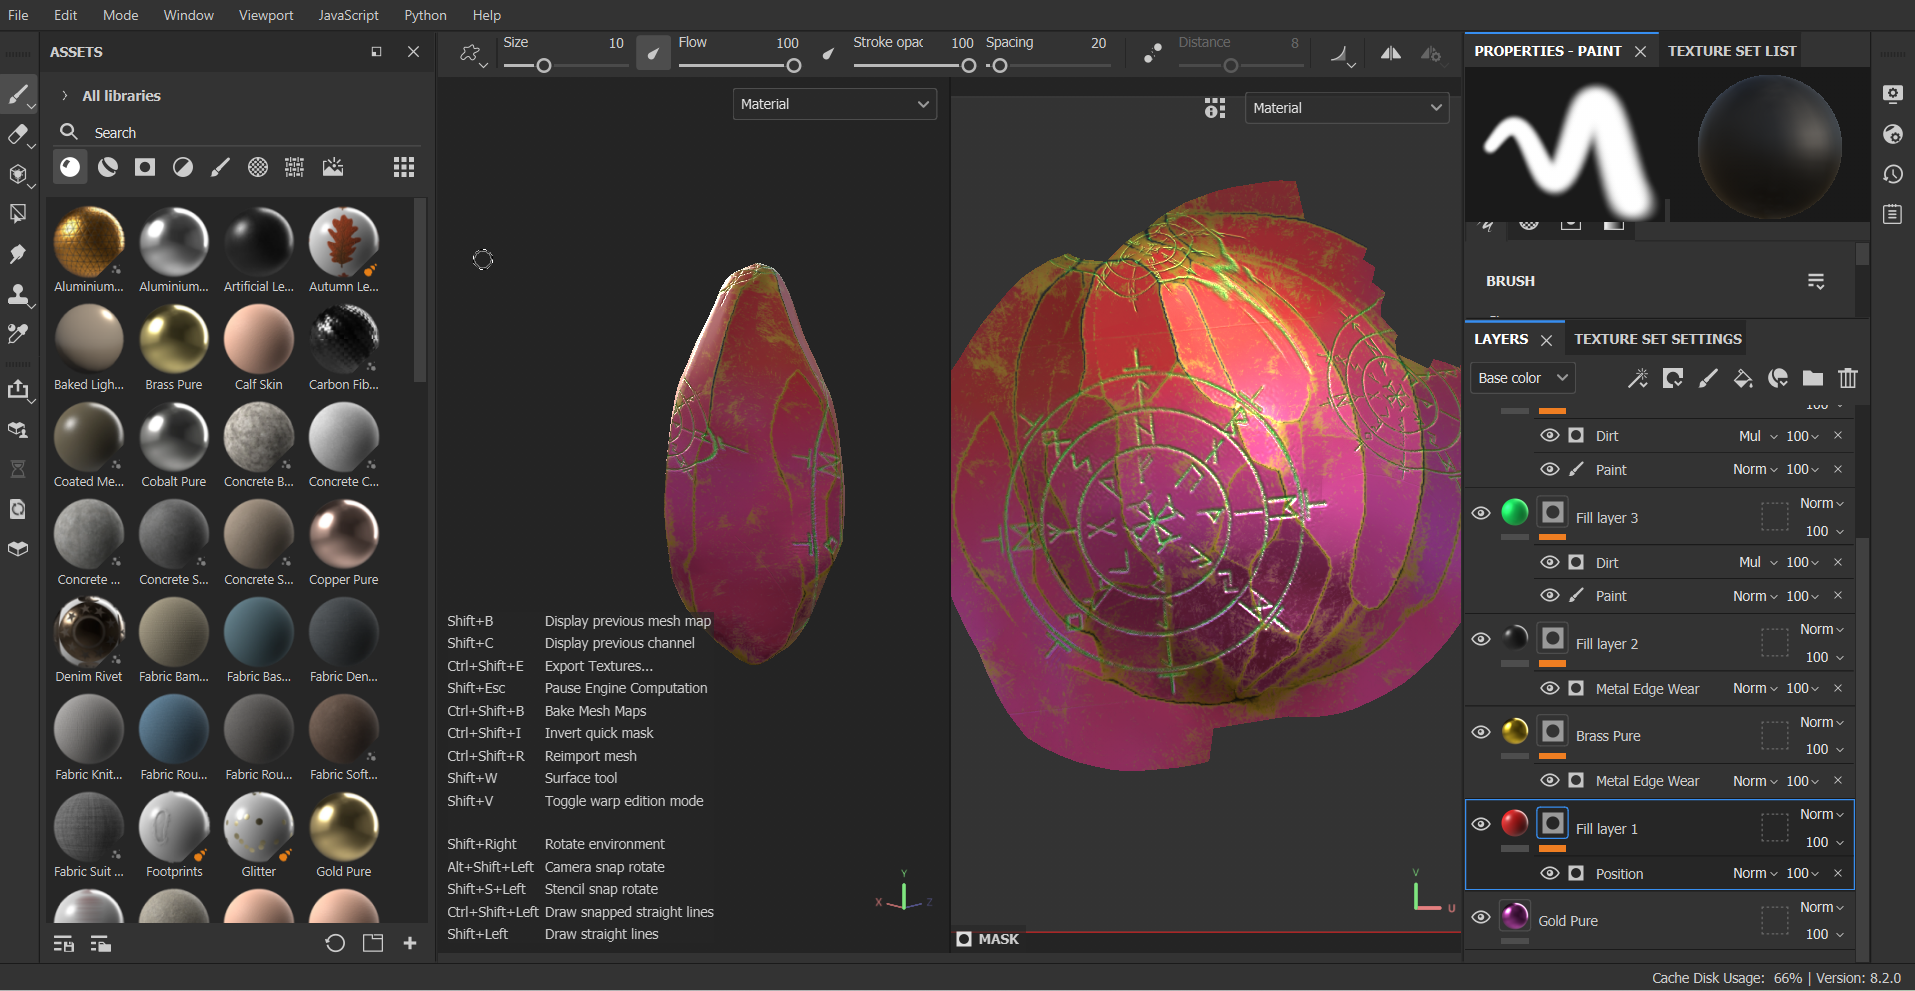 File Edit Mode Window Viewport JavaScript Python Help
ASSETS
All libraries
Search
Aluminium... Aluminium... Artificial Le... Autumn Le...
Baked Ligh... Brass Pure Calf Skin Carbon Fib...
Coated Me... Cobalt Pure Concrete B... Concrete C...
Concrete ... Concrete S... Concrete S... Copper Pure
Denim Rivet Fabric Bam... Fabric Bas... Fabric Den...
Fabric Knit... Fabric Rou... Fabric Rou... Fabric Soft...
Fabric Suit ... Footprints Glitter Gold Pure
Size 10 Flow 100 Stroke opac 100 Spacing 20 Distance 8
Material
Material
Shift+B Display previous mesh map
Shift+C Display previous channel
Ctrl+Shift+E Export Textures...
Shift+Esc Pause Engine Computation
Ctrl+Shift+B Bake Mesh Maps
Ctrl+Shift+I Invert quick mask
Ctrl+Shift+R Reimport mesh
Shift+W Surface tool
Shift+V Toggle warp edition mode
Shift+Right Rotate environment
Alt+Shift+Left Camera snap rotate
Shift+S+Left Stencil snap rotate
Ctrl+Shift+Left Draw snapped straight lines
Shift+Left Draw straight lines
Y
X Z
V
U
MASK
PROPERTIES - PAINT TEXTURE SET LIST
BRUSH
LAYERS TEXTURE SET SETTINGS
Base color
100
Dirt Mul 100
Paint Norm 100
Norm
Fill layer 3
100
Dirt Mul 100
Paint Norm 100
Norm
Fill layer 2
100
Metal Edge Wear Norm 100
Norm
Brass Pure
100
Metal Edge Wear Norm 100
Norm
Fill layer 1
100
Position Norm 100
Norm
Gold Pure
100
Cache Disk Usage: 66% | Version: 8.2.0